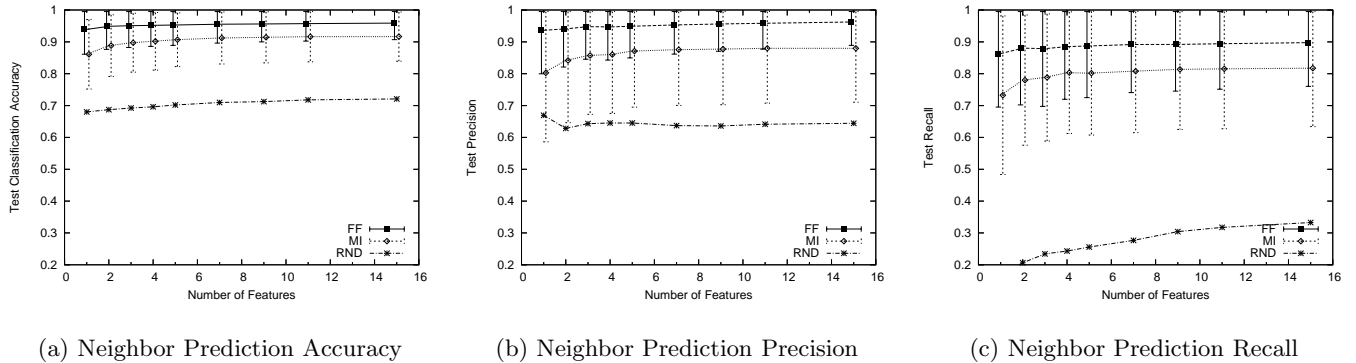 1
0.9
0.8
0.7
0.6
0.5
0.4
0.3
0.2
0 2 4 6 8 10 12 14 16
Test Classification Accuracy
Number of Features
FF
MI
RND
(a) Neighbor Prediction Accuracy
1
0.9
0.8
0.7
0.6
0.5
0.4
0.3
0.2
0 2 4 6 8 10 12 14 16
Test Precision
Number of Features
FF
MI
RND
(b) Neighbor Prediction Precision
1
0.9
0.8
0.7
0.6
0.5
0.4
0.3
0.2
0 2 4 6 8 10 12 14 16
Test Recall
Number of Features
FF
MI
RND
(c) Neighbor Prediction Recall